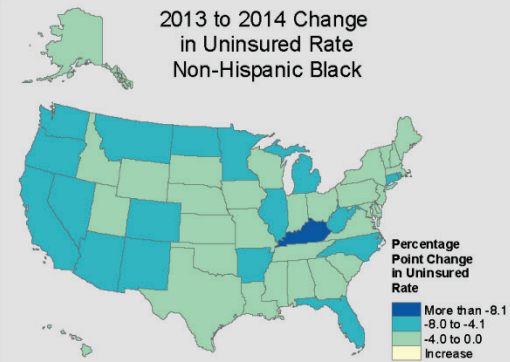 2013 to 2014 Change
in Uninsured Rate
Non-Hispanic Black
Percentage
Point Change
in Uninsured
Rate
More than -8.1
-8.0 to -4.1
-4.0 to 0.0
Increase